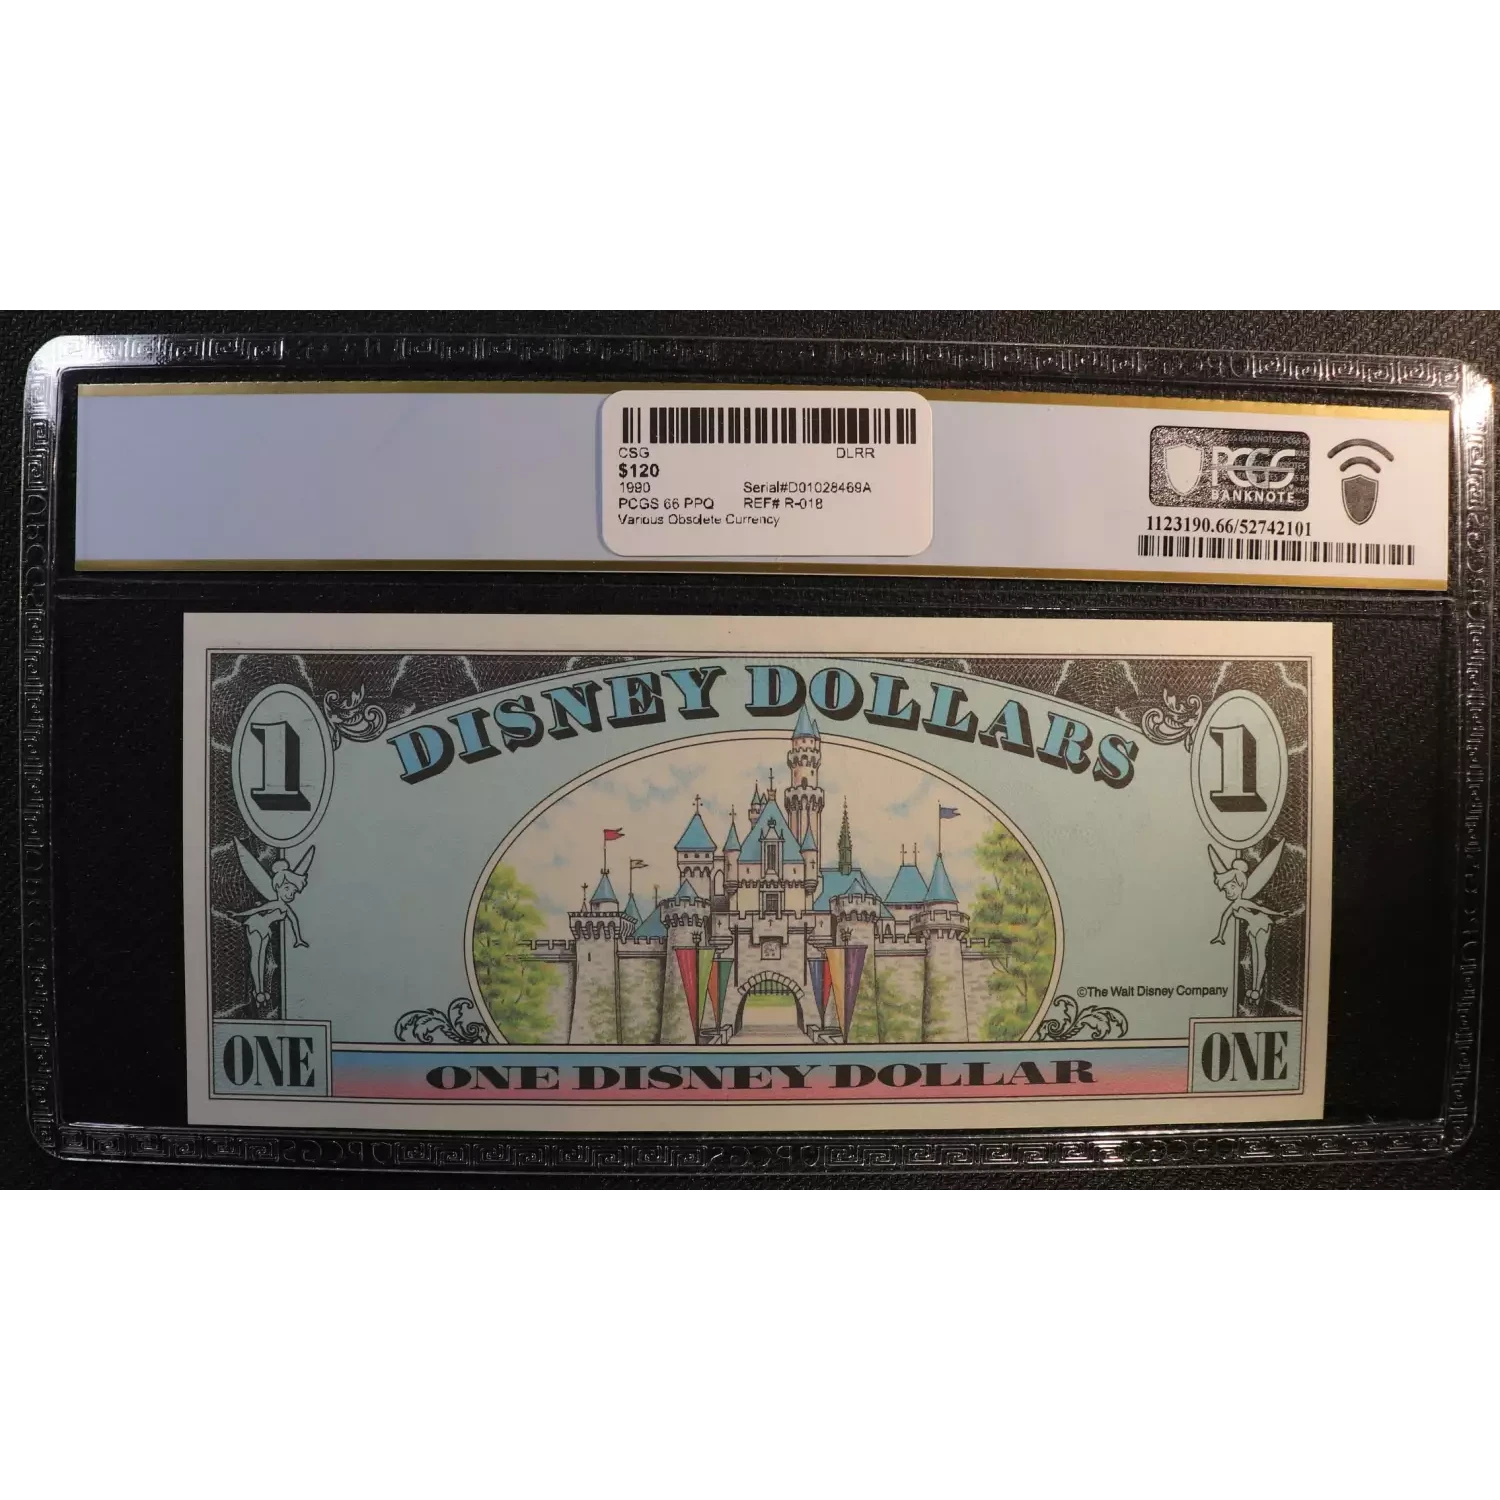 CSG DLRR
$120
1990 Serial#D01028469A
PCGS 66 PPQ REF# R-018
Various Obsolete Currency
PCGS
BANKNOTE
1123190.66/52742101
1 DISNEY DOLLARS 1
©The Walt Disney Company
ONE ONE DISNEY DOLLAR ONE